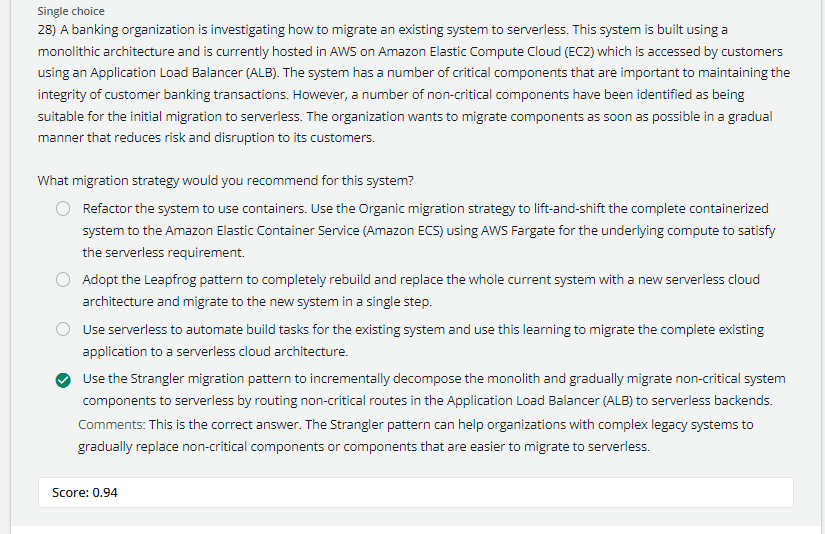 Single choice
28) A banking organization is investigating how to migrate an existing system to serverless. This system is built using a
monolithic architecture and is currently hosted in AWS on Amazon Elastic Compute Cloud (EC2) which is accessed by customers
using an Application Load Balancer (ALB). The system has a number of critical components that are important to maintaining the
integrity of customer banking transactions. However, a number of non-critical components have been identified as being
suitable for the initial migration to serverless. The organization wants to migrate components as soon as possible in a gradual
manner that reduces risk and disruption to its customers.
What migration strategy would you recommend for this system?
Refactor the system to use containers. Use the Organic migration strategy to lift-and-shift the complete containerized
system to the Amazon Elastic Container Service (Amazon ECS) using AWS Fargate for the underlying compute to satisfy
the serverless requirement.
Adopt the Leapfrog pattern to completely rebuild and replace the whole current system with a new serverless cloud
architecture and migrate to the new system in a single step.
Use serverless to automate build tasks for the existing system and use this learning to migrate the complete existing
application to a serverless cloud architecture.
Use the Strangler migration pattern to incrementally decompose the monolith and gradually migrate non-critical system
components to serverless by routing non-critical routes in the Application Load Balancer (ALB) to serverless backends.
Comments: This is the correct answer. The Strangler pattern can help organizations with complex legacy systems to
gradually replace non-critical components or components that are easier to migrate to serverless.
Score: 0.94